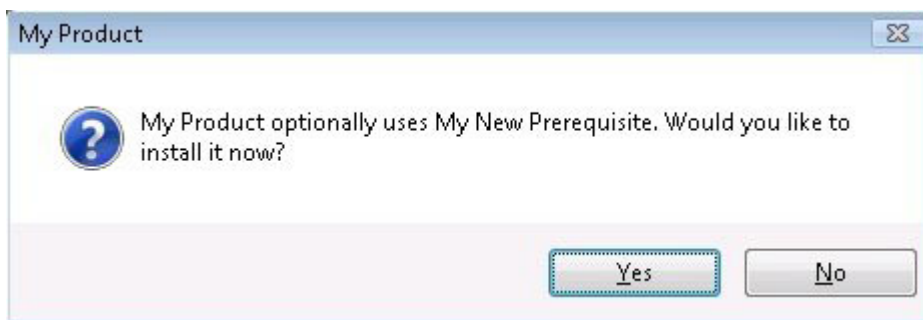 My Product
My Product optionally uses My New Prerequisite. Would you like to
install it now?
Yes
No